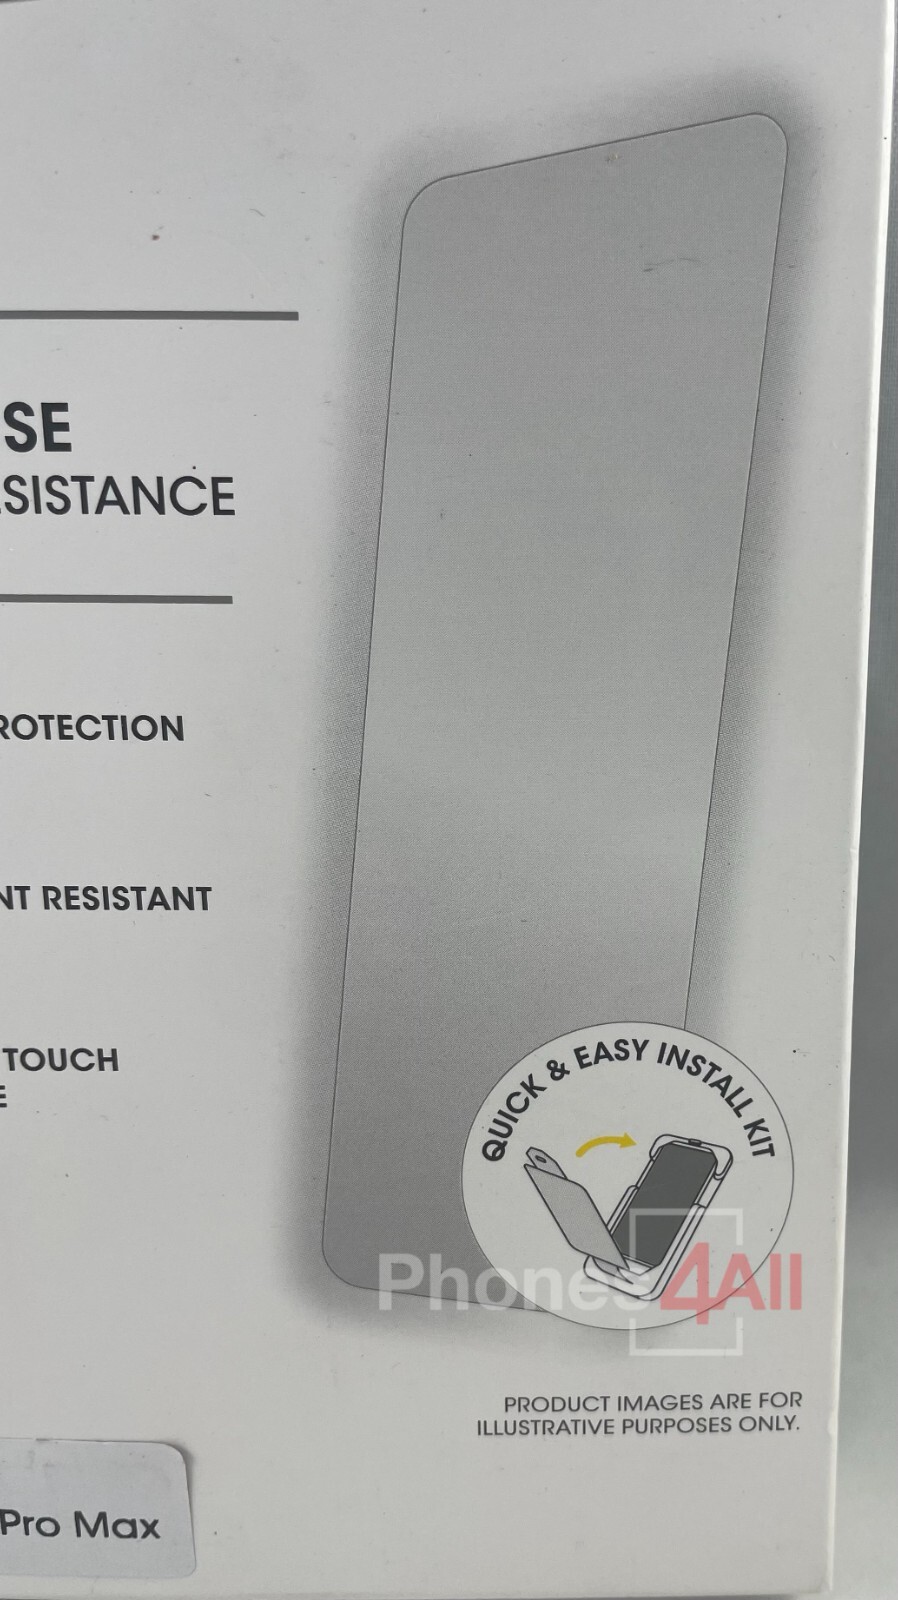 SE
SISTANCE
ROTECTION
NT RESISTANT
TOUCH
E
QUICK & EASY INSTALL KIT
Phones4All
PRODUCT IMAGES ARE FOR
ILLUSTRATIVE PURPOSES ONLY.
Pro Max